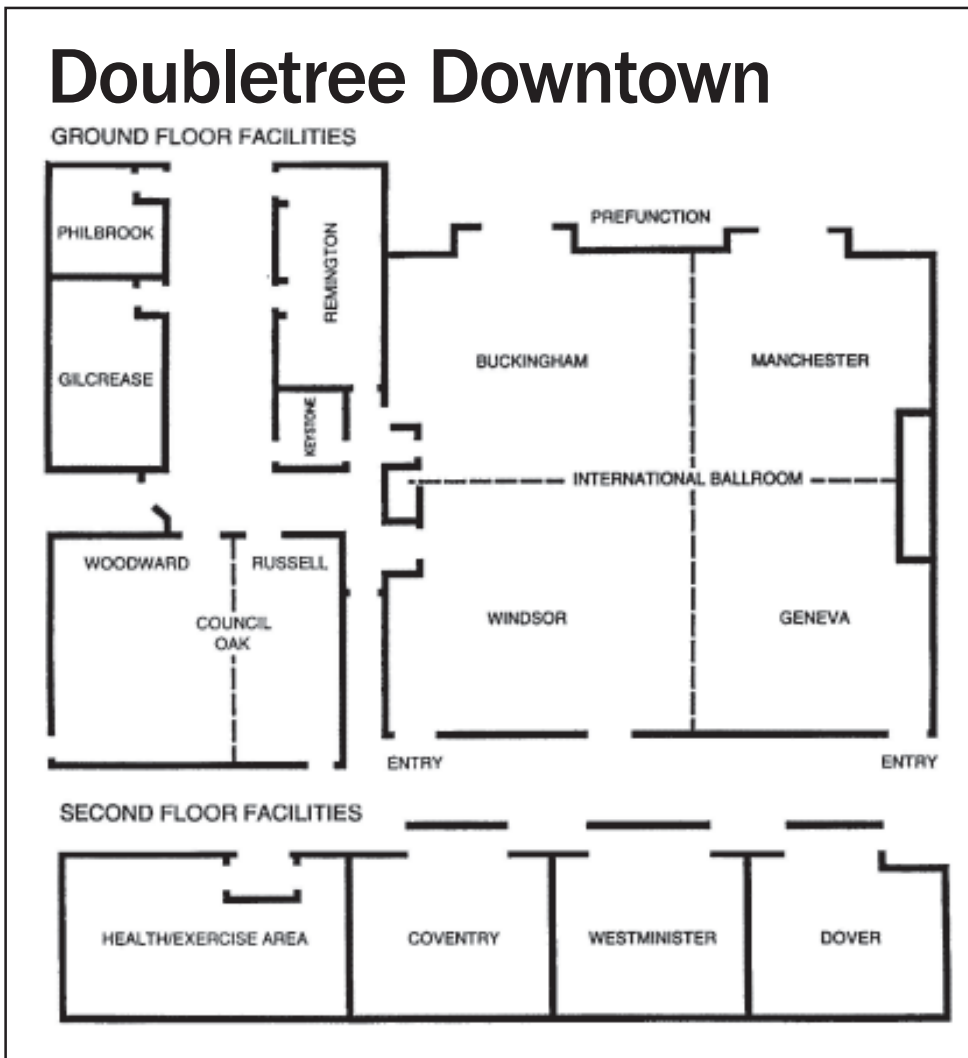 Doubletree Downtown
GROUND FLOOR FACILITIES
PREFUNCTION
PHILBROOK
REMINGTON
BUCKINGHAM
MANCHESTER
GILCREASE
KEYSTONE
INTERNATIONAL BALLROOM
WOODWARD
RUSSELL
COUNCIL
OAK
WINDSOR
GENEVA
ENTRY
ENTRY
SECOND FLOOR FACILITIES
HEALTH/EXERCISE AREA
COVENTRY
WESTMINISTER
DOVER